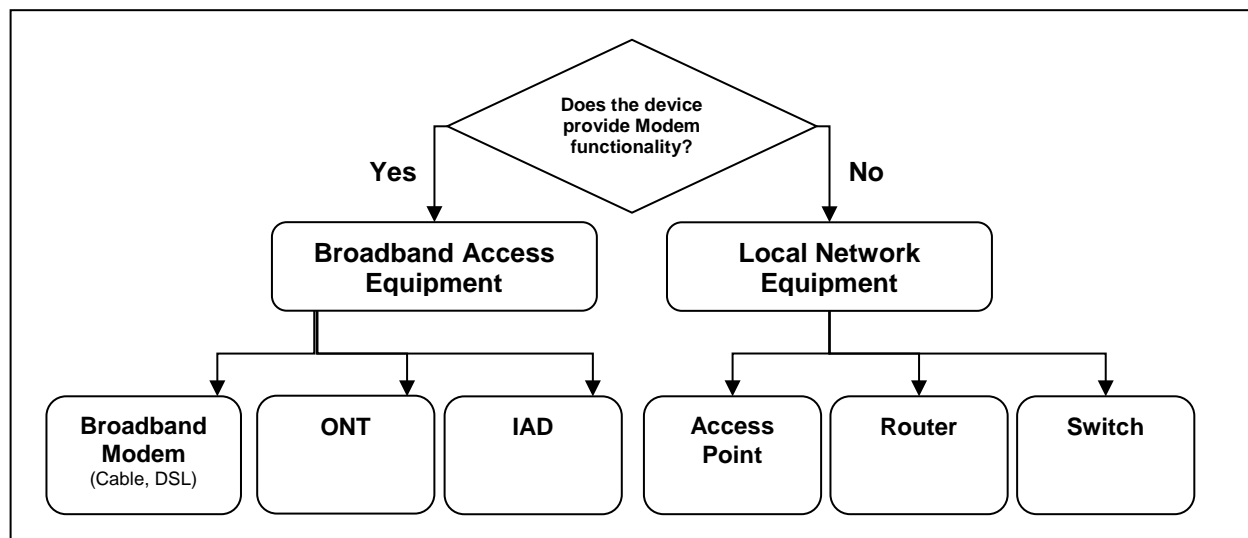 Does the device
provide Modem
functionality?
Yes
No
Broadband Access
Equipment
Local Network
Equipment
Broadband
Modem
(Cable, DSL)
ONT
IAD
Access
Point
Router
Switch